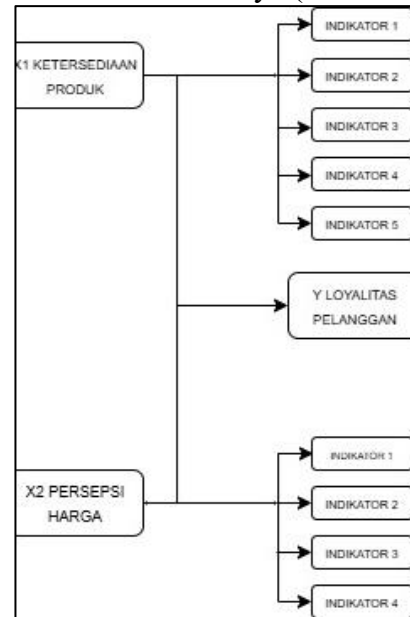 X1 KETERSEDIAAN
PRODUK
INDIKATOR 1
INDIKATOR 2
INDIKATOR 3
INDIKATOR 4
INDIKATOR 5
Y LOYALITAS
PELANGGAN
X2 PERSEPSI
HARGA
INDIKATOR 1
INDIKATOR 2
INDIKATOR 3
INDIKATOR 4